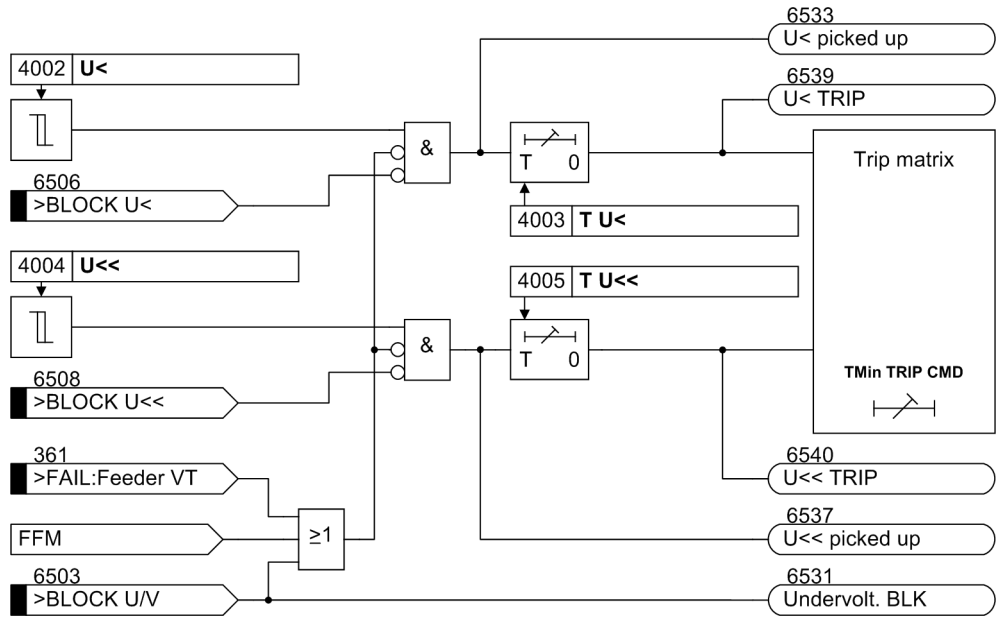 6533
U< picked up
4002 U<
6539
U< TRIP
&
T 0
Trip matrix
6506
>BLOCK U<
4003 T U<
4004 U<<
4005 T U<<
&
T 0
TMin TRIP CMD
6508
>BLOCK U<<
361
>FAIL:Feeder VT
6540
U<< TRIP
FFM
≥1
6537
U<< picked up
6503
>BLOCK U/V
6531
Undervolt. BLK